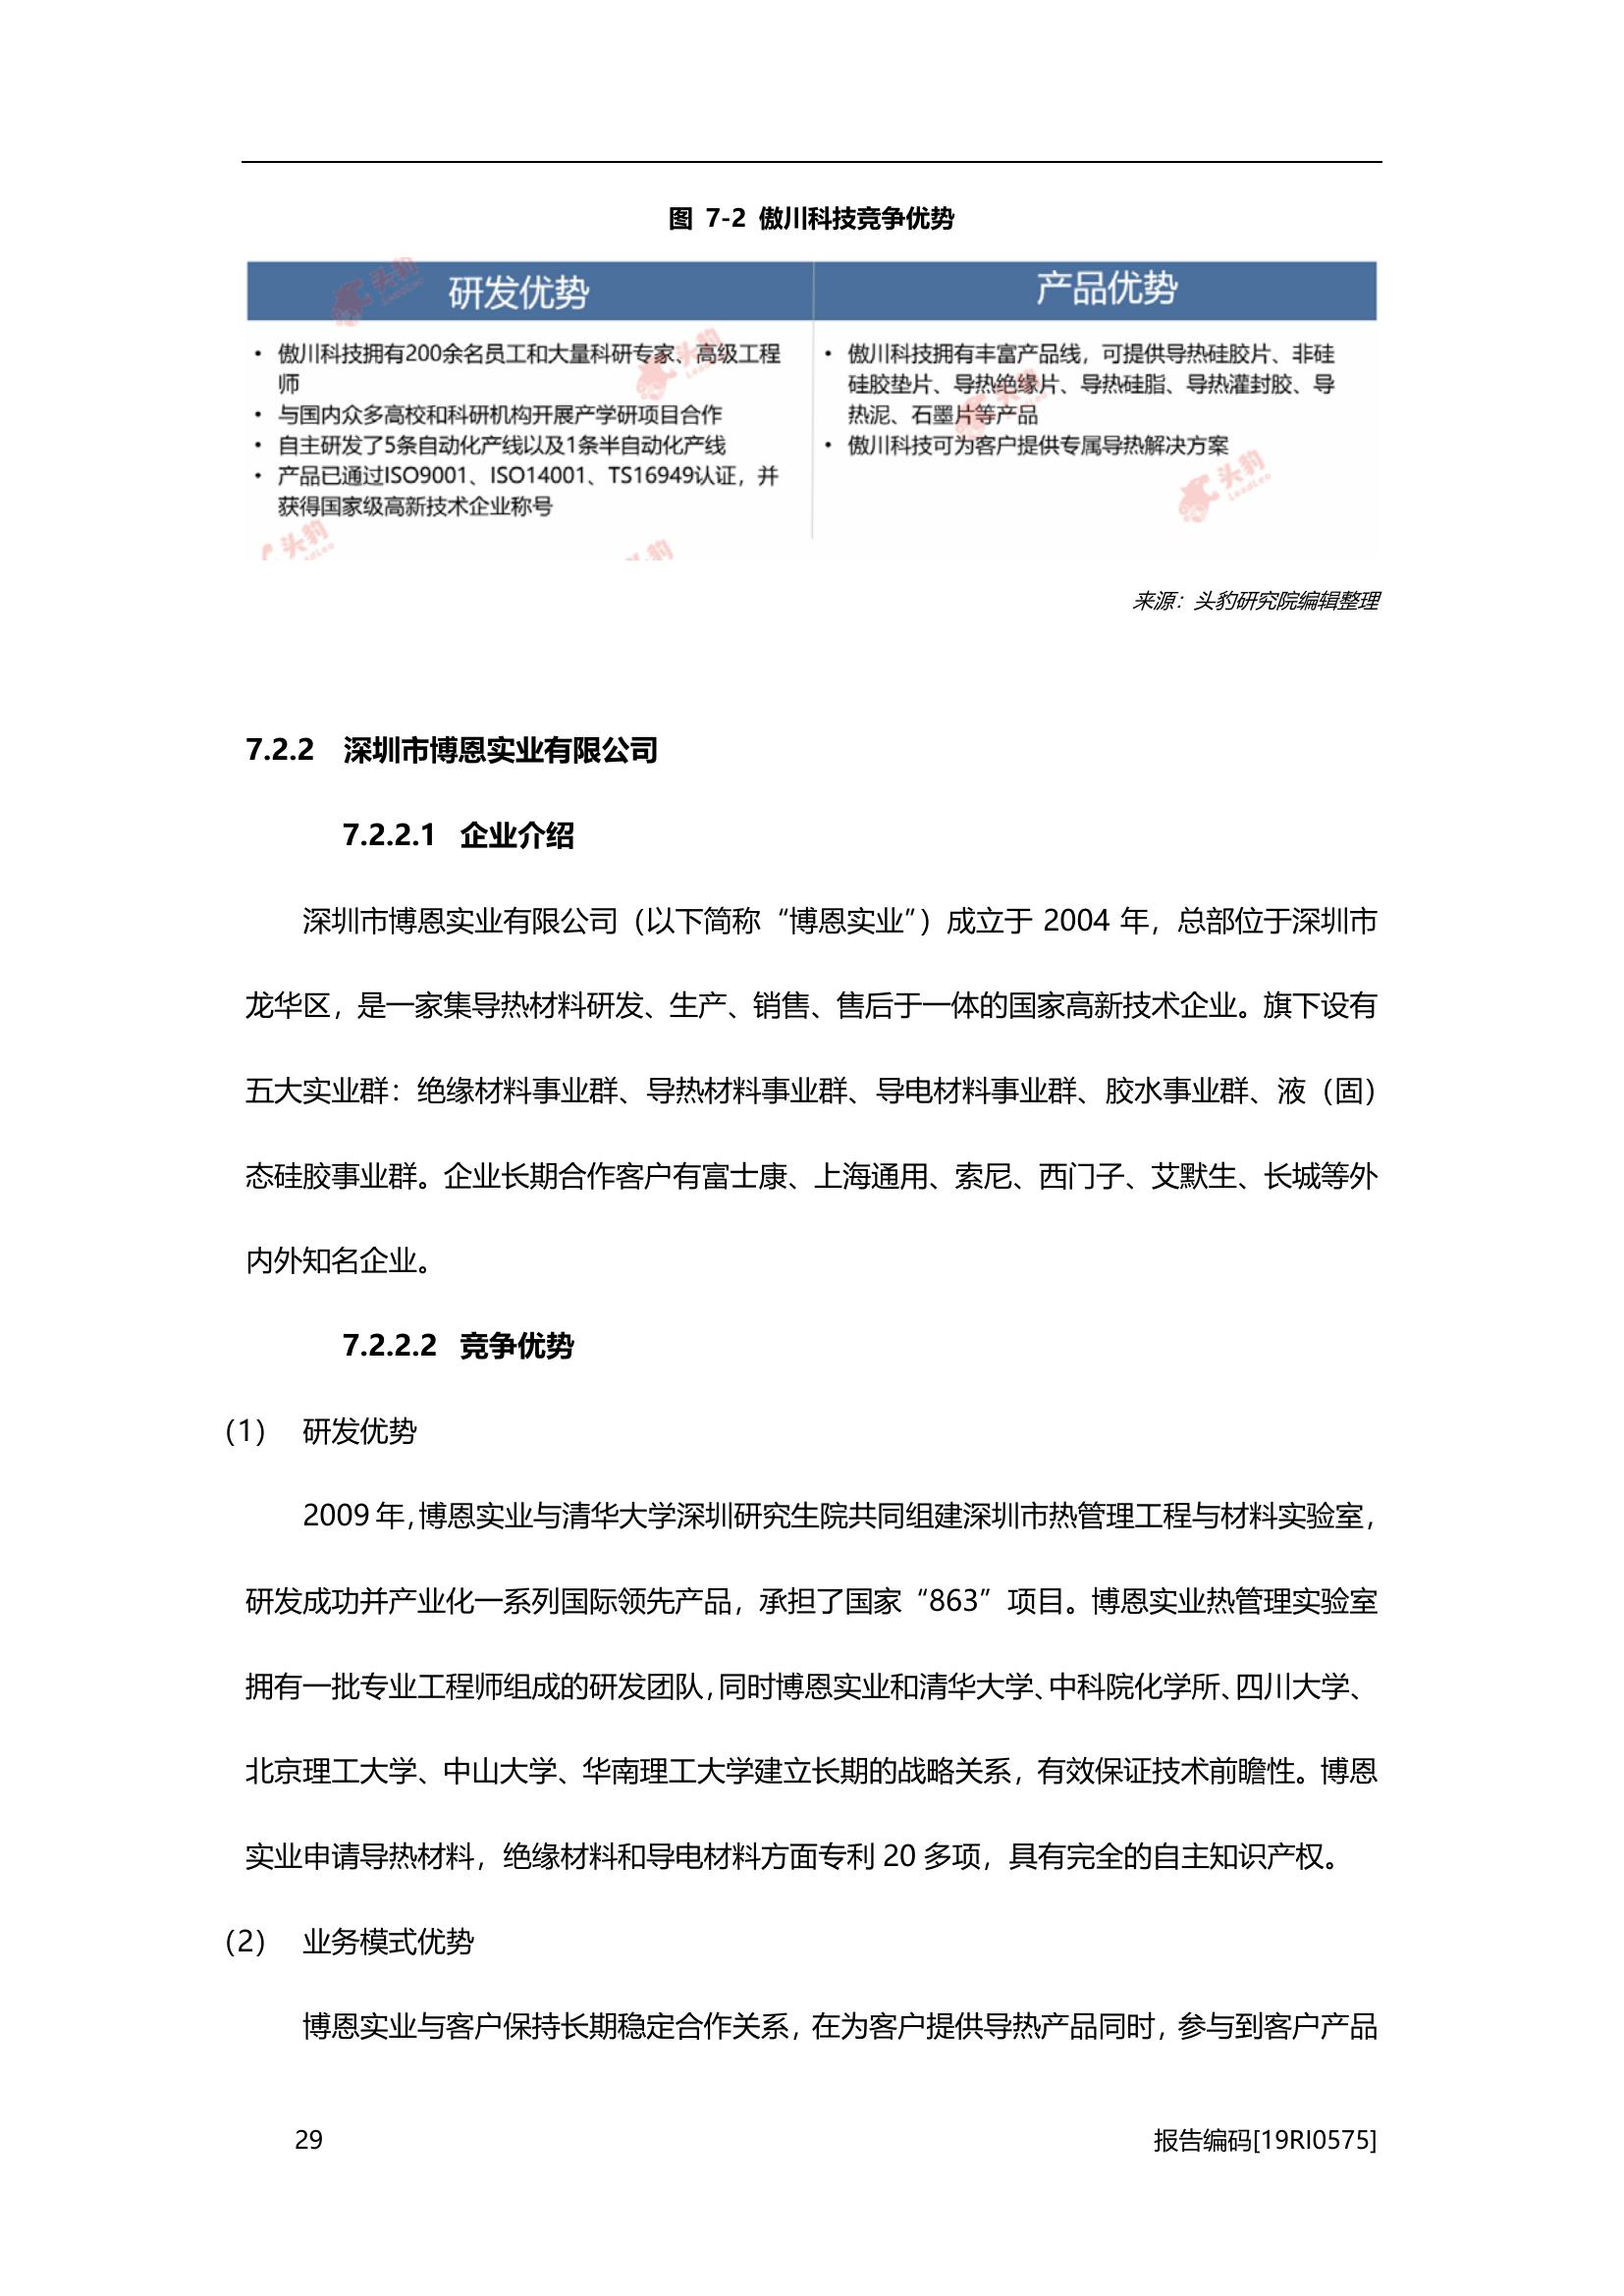 图 7-2 傲川科技竞争优势
研发优势
• 傲川科技拥有200余名员工和大量科研专家、高级工程
师
• 与国内众多高校和科研机构开展产学研项目合作
• 自主研发了5条自动化产线以及1条半自动化产线
• 产品已通过ISO9001、ISO14001、TS16949认证，并
获得国家级高新技术企业称号
产品优势
• 傲川科技拥有丰富产品线，可提供导热硅胶片、非硅
硅胶垫片、导热绝缘片、导热硅脂、导热灌封胶、导
热泥、石墨片等产品
• 傲川科技可为客户提供专属导热解决方案
头豹
LeadLeo
头豹
LeadLeo
头豹
LeadLeo
头豹
LeadLeo
头豹
来源：头豹研究院编辑整理
7.2.2 深圳市博恩实业有限公司
7.2.2.1 企业介绍
深圳市博恩实业有限公司（以下简称“博恩实业”）成立于 2004 年，总部位于深圳市
龙华区，是一家集导热材料研发、生产、销售、售后于一体的国家高新技术企业。旗下设有
五大实业群：绝缘材料事业群、导热材料事业群、导电材料事业群、胶水事业群、液（固）
态硅胶事业群。企业长期合作客户有富士康、上海通用、索尼、西门子、艾默生、长城等外
内外知名企业。
7.2.2.2 竞争优势
（1） 研发优势
2009 年，博恩实业与清华大学深圳研究生院共同组建深圳市热管理工程与材料实验室，
研发成功并产业化一系列国际领先产品，承担了国家“863”项目。博恩实业热管理实验室
拥有一批专业工程师组成的研发团队，同时博恩实业和清华大学、中科院化学所、四川大学、
北京理工大学、中山大学、华南理工大学建立长期的战略关系，有效保证技术前瞻性。博恩
实业申请导热材料，绝缘材料和导电材料方面专利 20 多项，具有完全的自主知识产权。
（2） 业务模式优势
博恩实业与客户保持长期稳定合作关系，在为客户提供导热产品同时，参与到客户产品
29 报告编码[19RI0575]